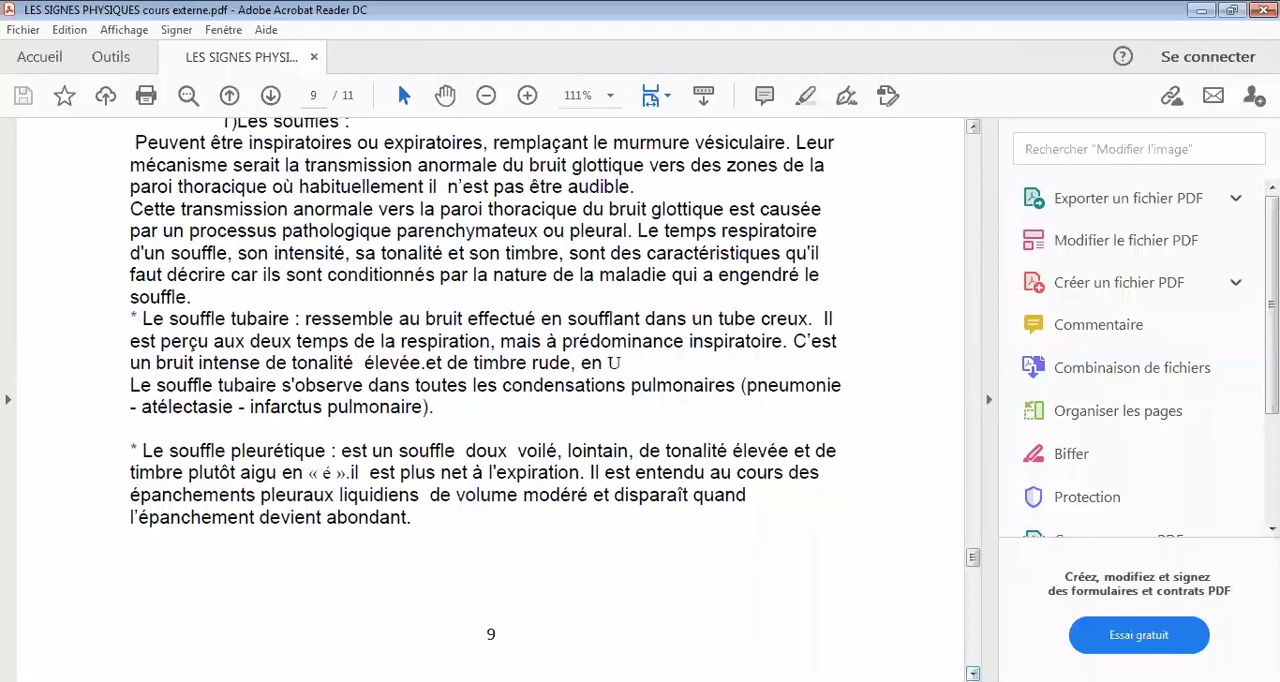 LES SIGNES PHYSIQUES cours externe.pdf - Adobe Acrobat Reader DC
Fichier Edition Affichage Signer Fenêtre Aide
Accueil Outils LES SIGNES PHYSI... × Se connecter
9 / 11 111%
1)Les souffles :
Peuvent être inspiratoires ou expiratoires, remplaçant le murmure vésiculaire. Leur
mécanisme serait la transmission anormale du bruit glottique vers des zones de la
paroi thoracique où habituellement il n'est pas être audible.
Cette transmission anormale vers la paroi thoracique du bruit glottique est causée
par un processus pathologique parenchymateux ou pleural. Le temps respiratoire
d'un souffle, son intensité, sa tonalité et son timbre, sont des caractéristiques qu'il
faut décrire car ils sont conditionnés par la nature de la maladie qui a engendré le
souffle.
* Le souffle tubaire : ressemble au bruit effectué en soufflant dans un tube creux. Il
est perçu aux deux temps de la respiration, mais à prédominance inspiratoire. C'est
un bruit intense de tonalité élevée.et de timbre rude, en U
Le souffle tubaire s'observe dans toutes les condensations pulmonaires (pneumonie
- atélectasie - infarctus pulmonaire).
* Le souffle pleurétique : est un souffle doux voilé, lointain, de tonalité élevée et de
timbre plutôt aigu en « é ».il est plus net à l'expiration. Il est entendu au cours des
épanchements pleuraux liquidiens de volume modéré et disparaît quand
l'épanchement devient abondant.
9
Rechercher "Modifier l'image"
Exporter un fichier PDF
Modifier le fichier PDF
Créer un fichier PDF
Commentaire
Combinaison de fichiers
Organiser les pages
Biffer
Protection
Créez, modifiez et signez
des formulaires et contrats PDF
Essai gratuit